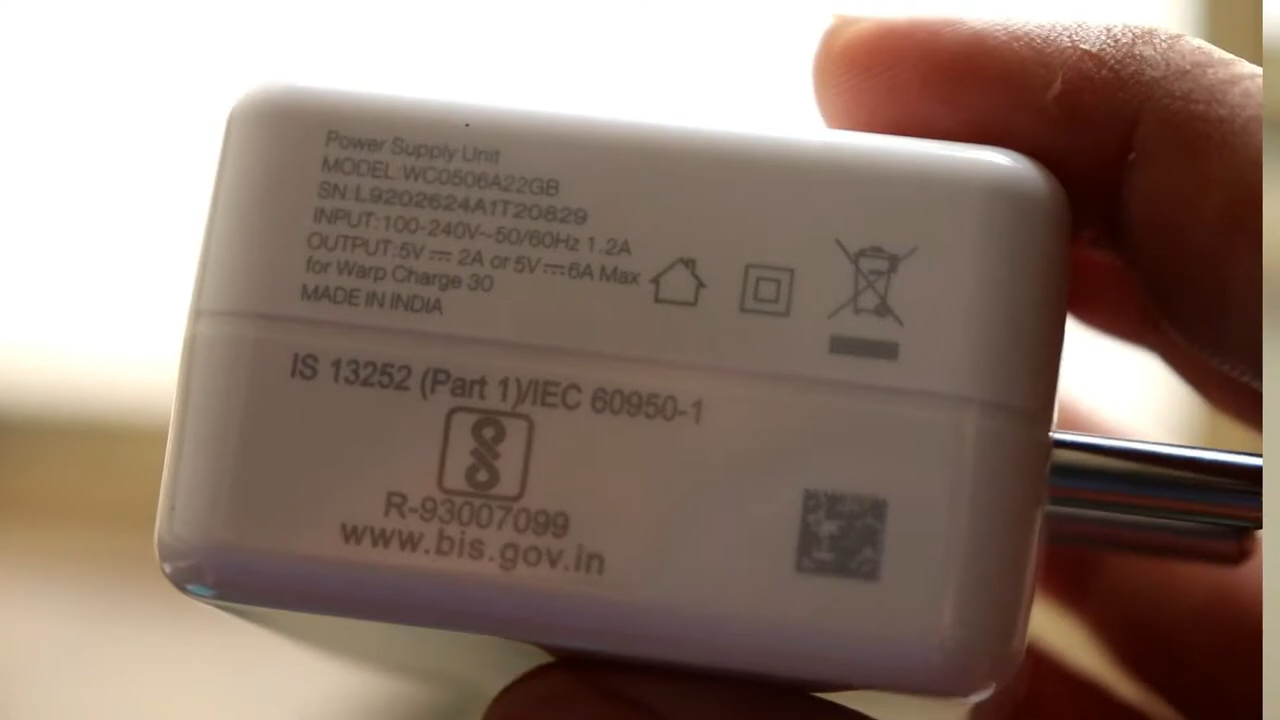 Power Supply Unit
MODEL:WC0506A22GB
SN:L9202624A1T20829
INPUT:100-240V~50/60Hz 1.2A
OUTPUT:5V⎓2A or 5V⎓6A Max
for Warp Charge 30
MADE IN INDIA
IS 13252 (Part 1)/IEC 60950-1
R-93007099
www.bis.gov.in